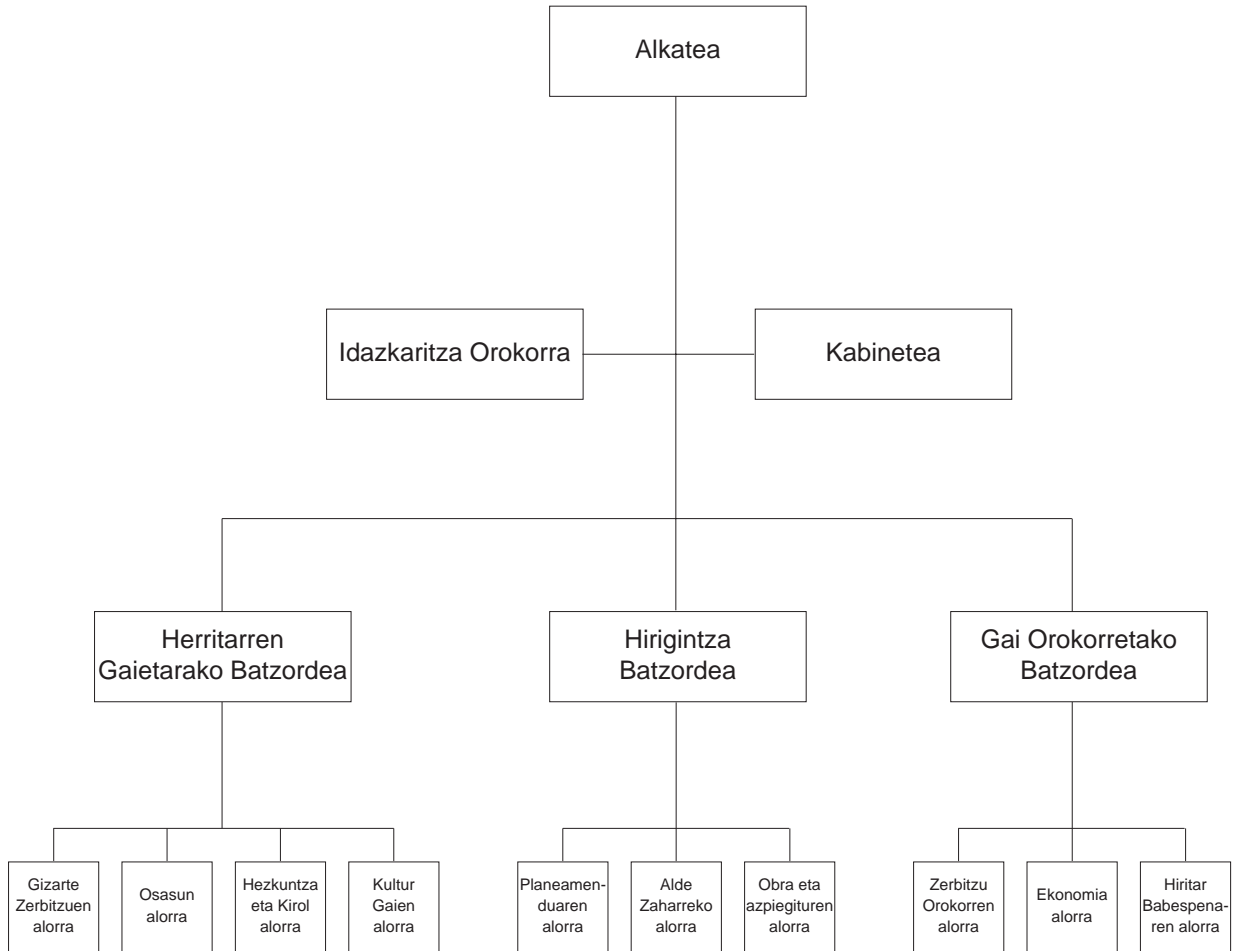 Alkatea
Idazkaritza Orokorra
Kabinetea
Herritarren
Gaietarako Batzordea
Hirigintza
Batzordea
Gai Orokorretako
Batzordea
Gizarte
Zerbitzuen
alorra
Osasun
alorra
Hezkuntza
eta Kirol
alorra
Kultur
Gaien
alorra
Planeamen-
duaren
alorra
Alde
Zaharreko
alorra
Obra eta
azpiegituren
alorra
Zerbitzu
Orokorren
alorra
Ekonomia
alorra
Hiritar
Babespena-
ren alorra